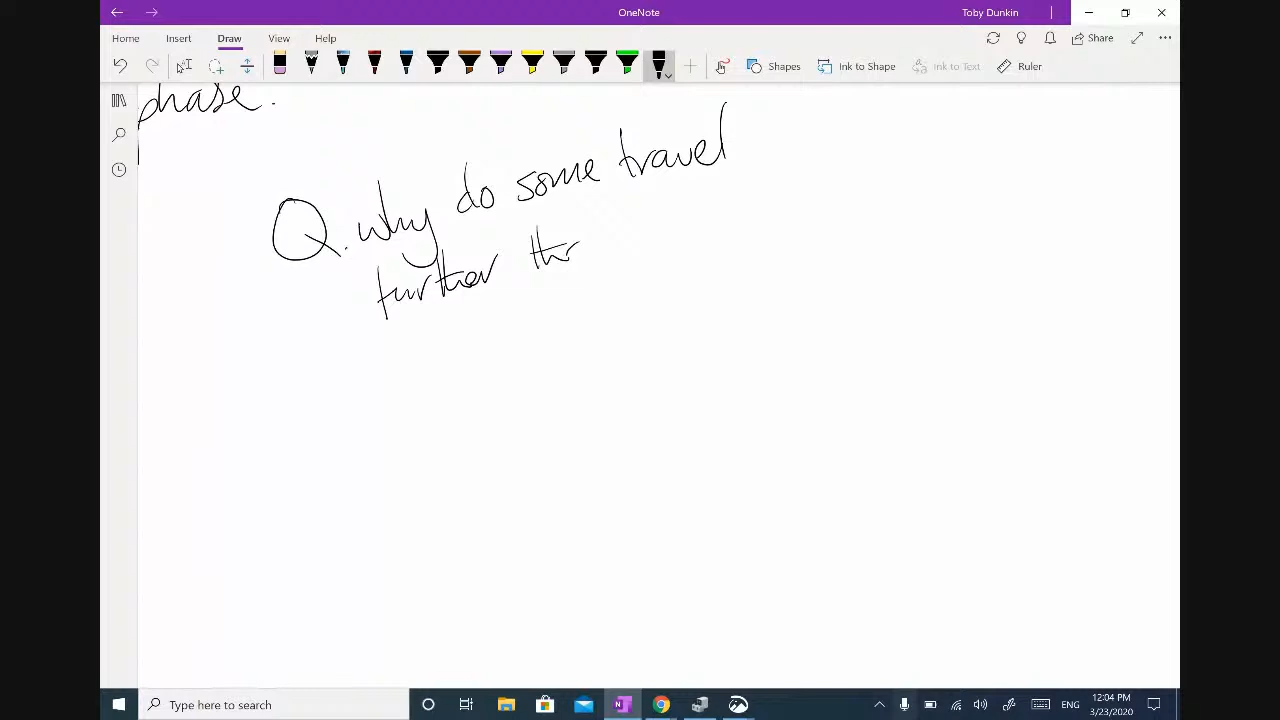 OneNote
Toby Dunkin
Home Insert Draw View Help
Share
Shapes
Ink to Shape
Ink to Text
Ruler
phase.
Q. why do some travel
further thr
Type here to search
ENG
12:04 PM
3/23/2020